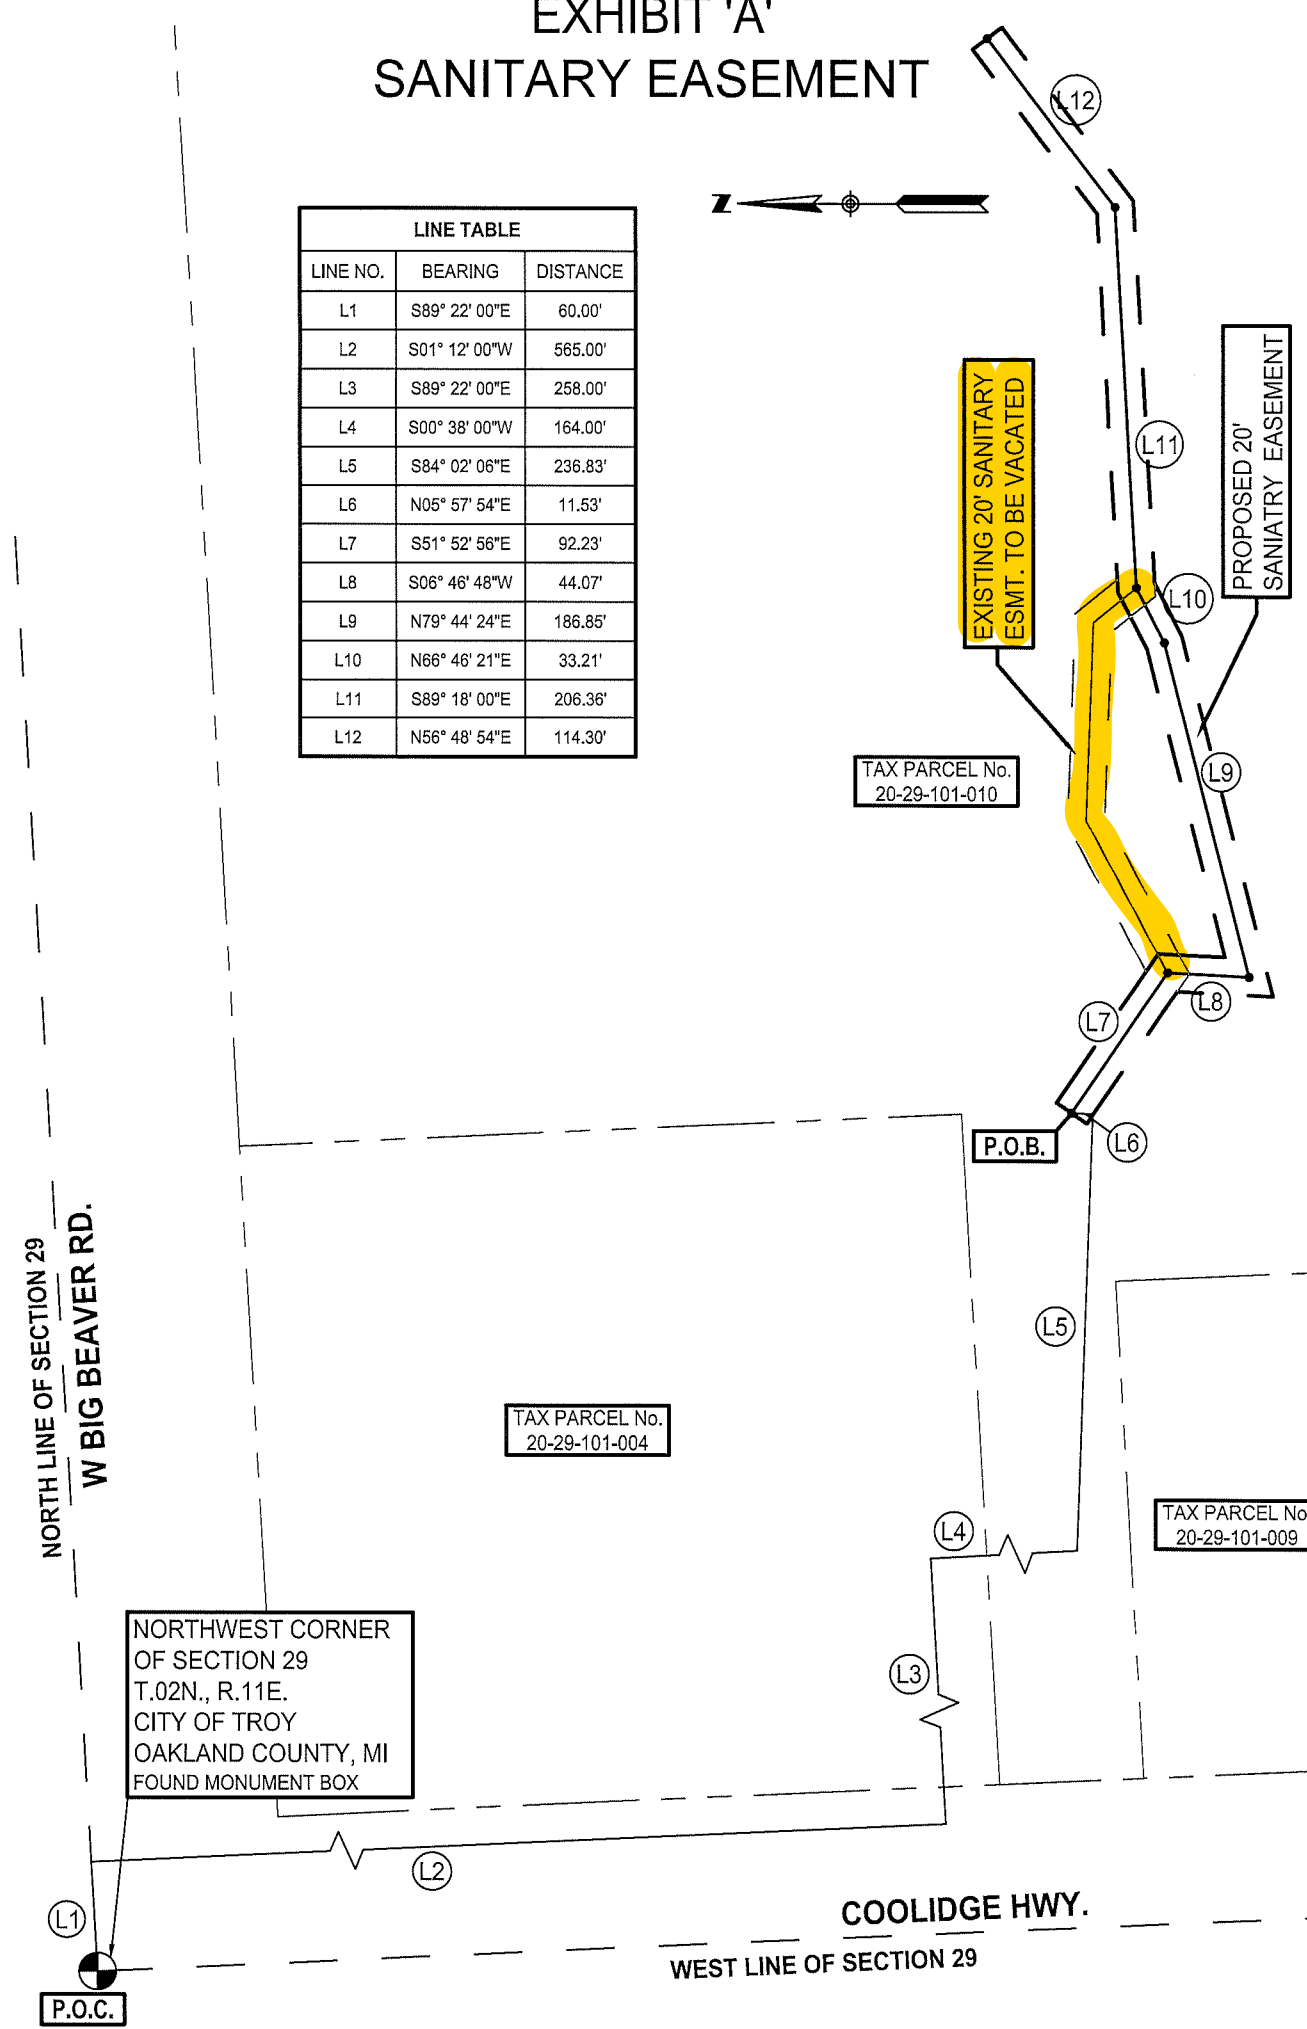 EXHIBIT 'A'
SANITARY EASEMENT
Z
LINE TABLE
LINE NO. BEARING DISTANCE
L1 S89° 22' 00"E 60.00'
L2 S01° 12' 00"W 565.00'
L3 S89° 22' 00"E 258.00'
L4 S00° 38' 00"W 164.00'
L5 S84° 02' 06"E 236.83'
L6 N05° 57' 54"E 11.53'
L7 S51° 52' 56"E 92.23'
L8 S06° 46' 48"W 44.07'
L9 N79° 44' 24"E 186.85'
L10 N66° 46' 21"E 33.21'
L11 S89° 18' 00"E 206.36'
L12 N56° 48' 54"E 114.30'
L12
L11
EXISTING 20' SANITARY
ESMT. TO BE VACATED
PROPOSED 20'
SANIATRY EASEMENT
L10
L9
TAX PARCEL No.
20-29-101-010
L8
L7
P.O.B.
L6
L5
NORTH LINE OF SECTION 29
W BIG BEAVER RD.
TAX PARCEL No.
20-29-101-004
L4
TAX PARCEL No
20-29-101-009
L3
NORTHWEST CORNER
OF SECTION 29
T.02N., R.11E.
CITY OF TROY
OAKLAND COUNTY, MI
FOUND MONUMENT BOX
L2
L1
COOLIDGE HWY.
WEST LINE OF SECTION 29
P.O.C.